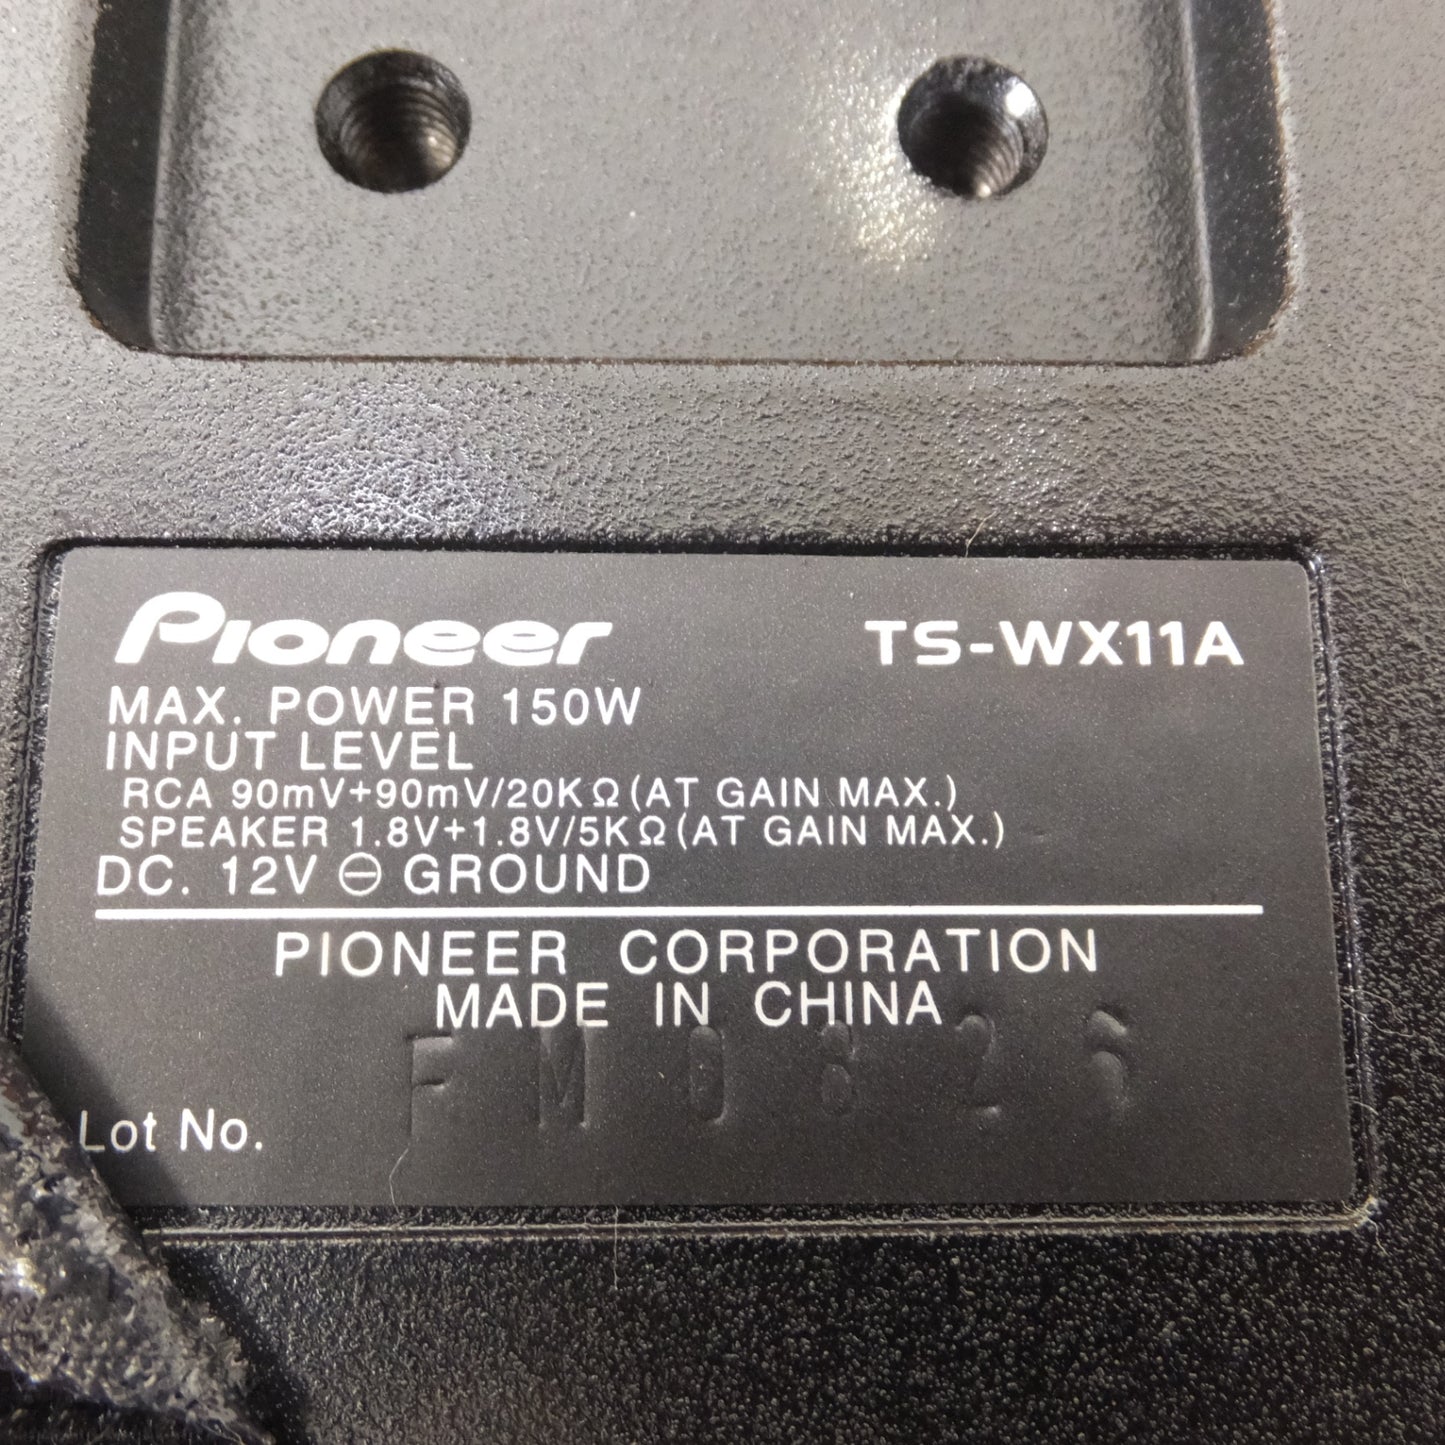 Pioneer TS-WX11A
MAX. POWER 150W
INPUT LEVEL
RCA 90mV+90mV/20KΩ(AT GAIN MAX.)
SPEAKER 1.8V+1.8V/5KΩ(AT GAIN MAX.)
DC. 12V ⊖ GROUND
PIONEER CORPORATION
MADE IN CHINA
FM0826
Lot No.